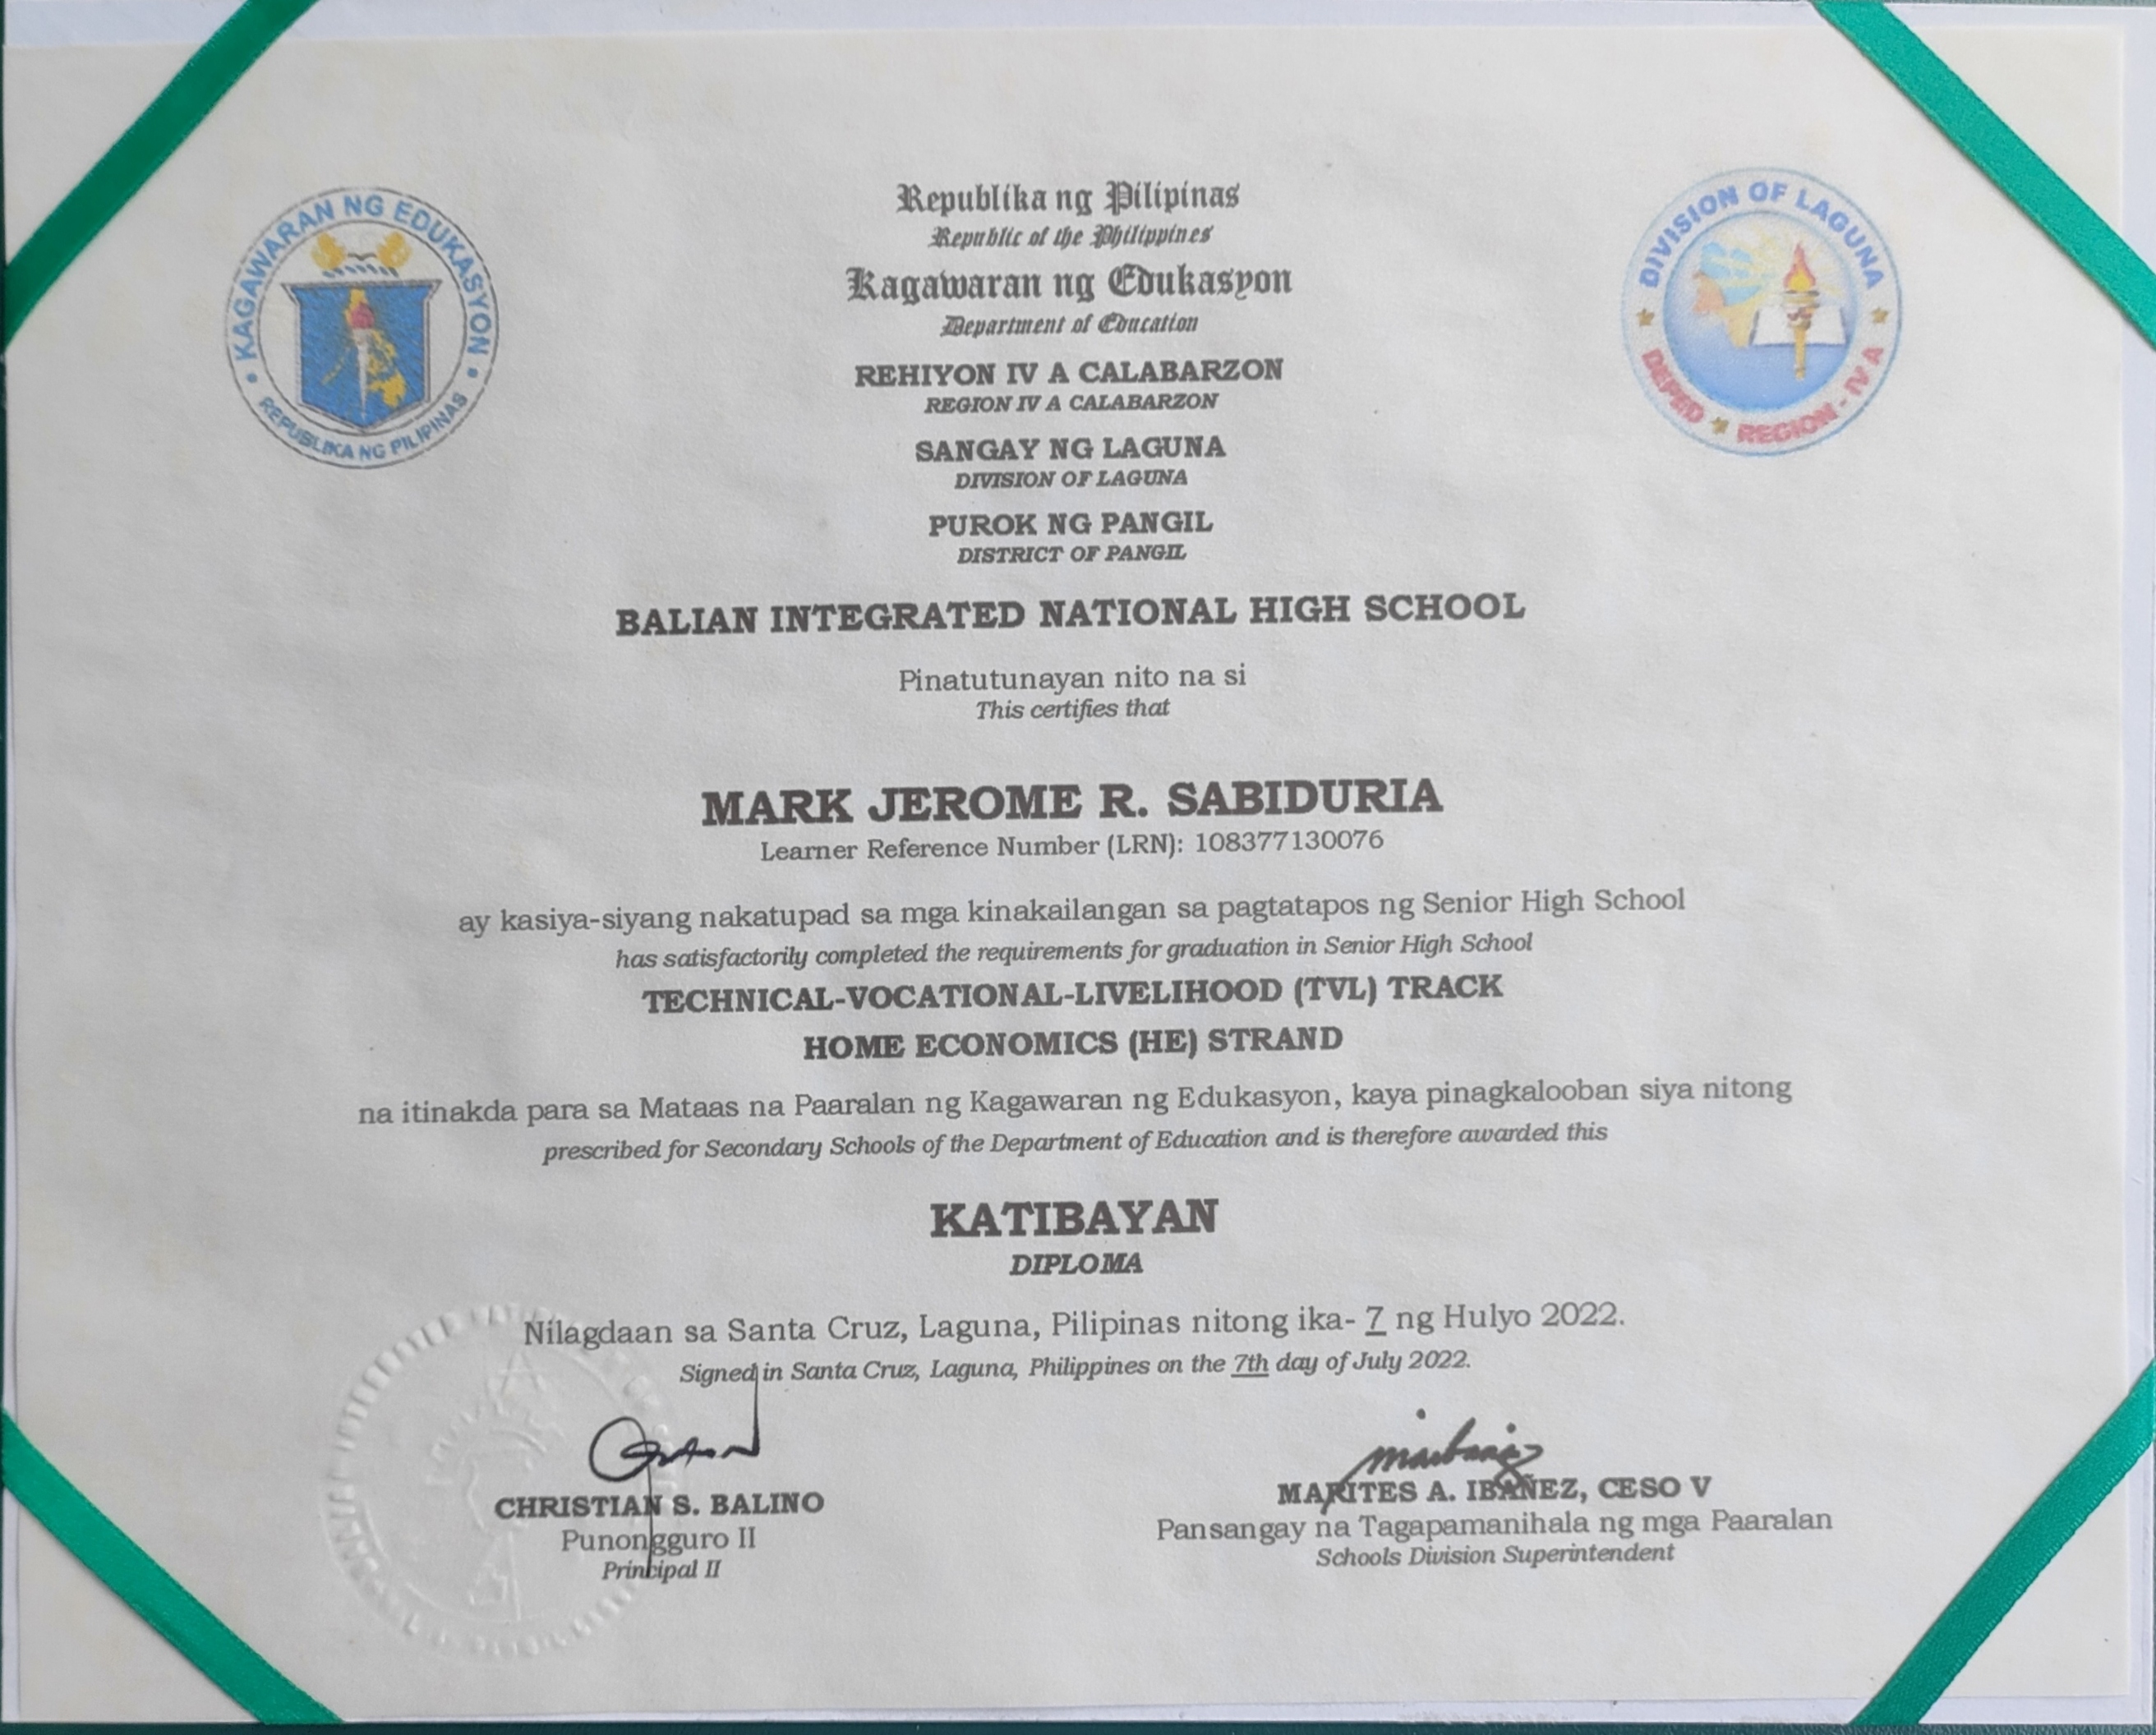 KAGAWARAN NG EDUKASYON
REPUBLIKA NG PILIPINAS
DIVISION OF LAGUNA
DEPED REGION - IV A
Republika ng Pilipinas
Republic of the Philippines
Kagawaran ng Edukasyon
Department of Education
REHIYON IV A CALABARZON
REGION IV A CALABARZON
SANGAY NG LAGUNA
DIVISION OF LAGUNA
PUROK NG PANGIL
DISTRICT OF PANGIL
BALIAN INTEGRATED NATIONAL HIGH SCHOOL
Pinatutunayan nito na si
This certifies that
MARK JEROME R. SABIDURIA
Learner Reference Number (LRN): 108377130076
ay kasiya-siyang nakatupad sa mga kinakailangan sa pagtatapos ng Senior High School
has satisfactorily completed the requirements for graduation in Senior High School
TECHNICAL-VOCATIONAL-LIVELIHOOD (TVL) TRACK
HOME ECONOMICS (HE) STRAND
na itinakda para sa Mataas na Paaralan ng Kagawaran ng Edukasyon, kaya pinagkalooban siya nitong
prescribed for Secondary Schools of the Department of Education and is therefore awarded this
KATIBAYAN
DIPLOMA
Nilagdaan sa Santa Cruz, Laguna, Pilipinas nitong ika- 7 ng Hulyo 2022.
Signed in Santa Cruz, Laguna, Philippines on the 7th day of July 2022.
CHRISTIAN S. BALINO
Punongguro II
Principal II
MARITES A. IBAÑEZ, CESO V
Pansangay na Tagapamanihala ng mga Paaralan
Schools Division Superintendent